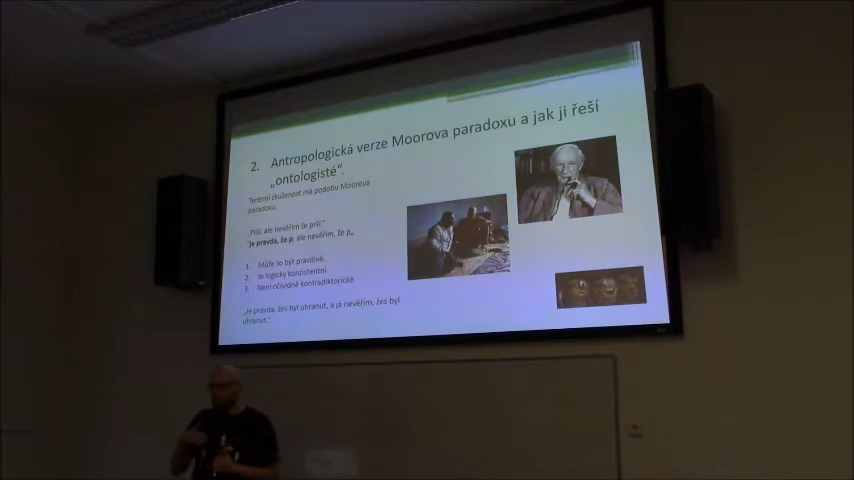 2. Antropologická verze Moorova paradoxu a jak ji řeší
„ontologisté“.
Terénní zkušenost má podobu Moorova
paradoxu.
„Prší, ale nevěřím že prší.“
"je pravda, že p, ale nevěřím, že p„
1. Může to být pravdivé.
2. Je logicky konzistentní.
3. Není očividně kontradiktorické.
„Je pravda, žes byl uhranut, a já nevěřím, žes byl
uhranut.“